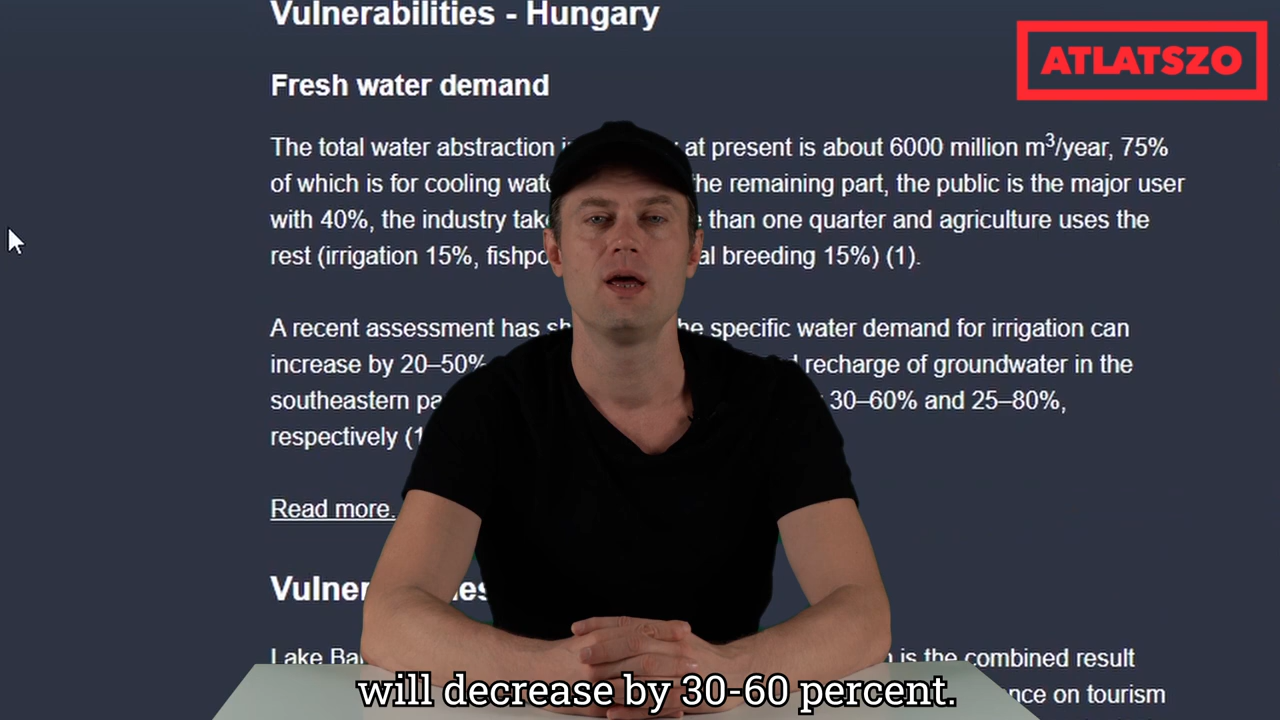 Vulnerabilities - Hungary
ATLATSZO
Fresh water demand
The total water abstraction at present is about 6000 million m³/year, 75%
of which is for cooling the remaining part, the public is the major user
with 40%, the industry than one quarter and agriculture uses the
rest (irrigation 15%, breeding 15%) (1).
A recent assessment has specific water demand for irrigation can
increase by 20–50% recharge of groundwater in the
southeastern 30–60% and 25–80%,
respectively
Read more.
Lake is the combined result
on tourism
will decrease by 30-60 percent.